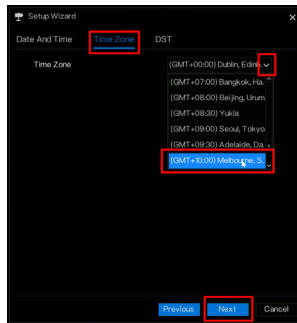 Setup Wizard
Date And Time Time Zone DST
Time Zone (GMT+00:00) Dublin, Edinb
(GMT+07:00) Bangkok, Ha.
(GMT+08:00) Beijing, Urum
(GMT+08:30) Yukla
(GMT+09:00) Seoul, Tokyo.
(GMT+09:30) Adelaide, Da.
(GMT+10:00) Melbourne, S.
Previous Next Cancel